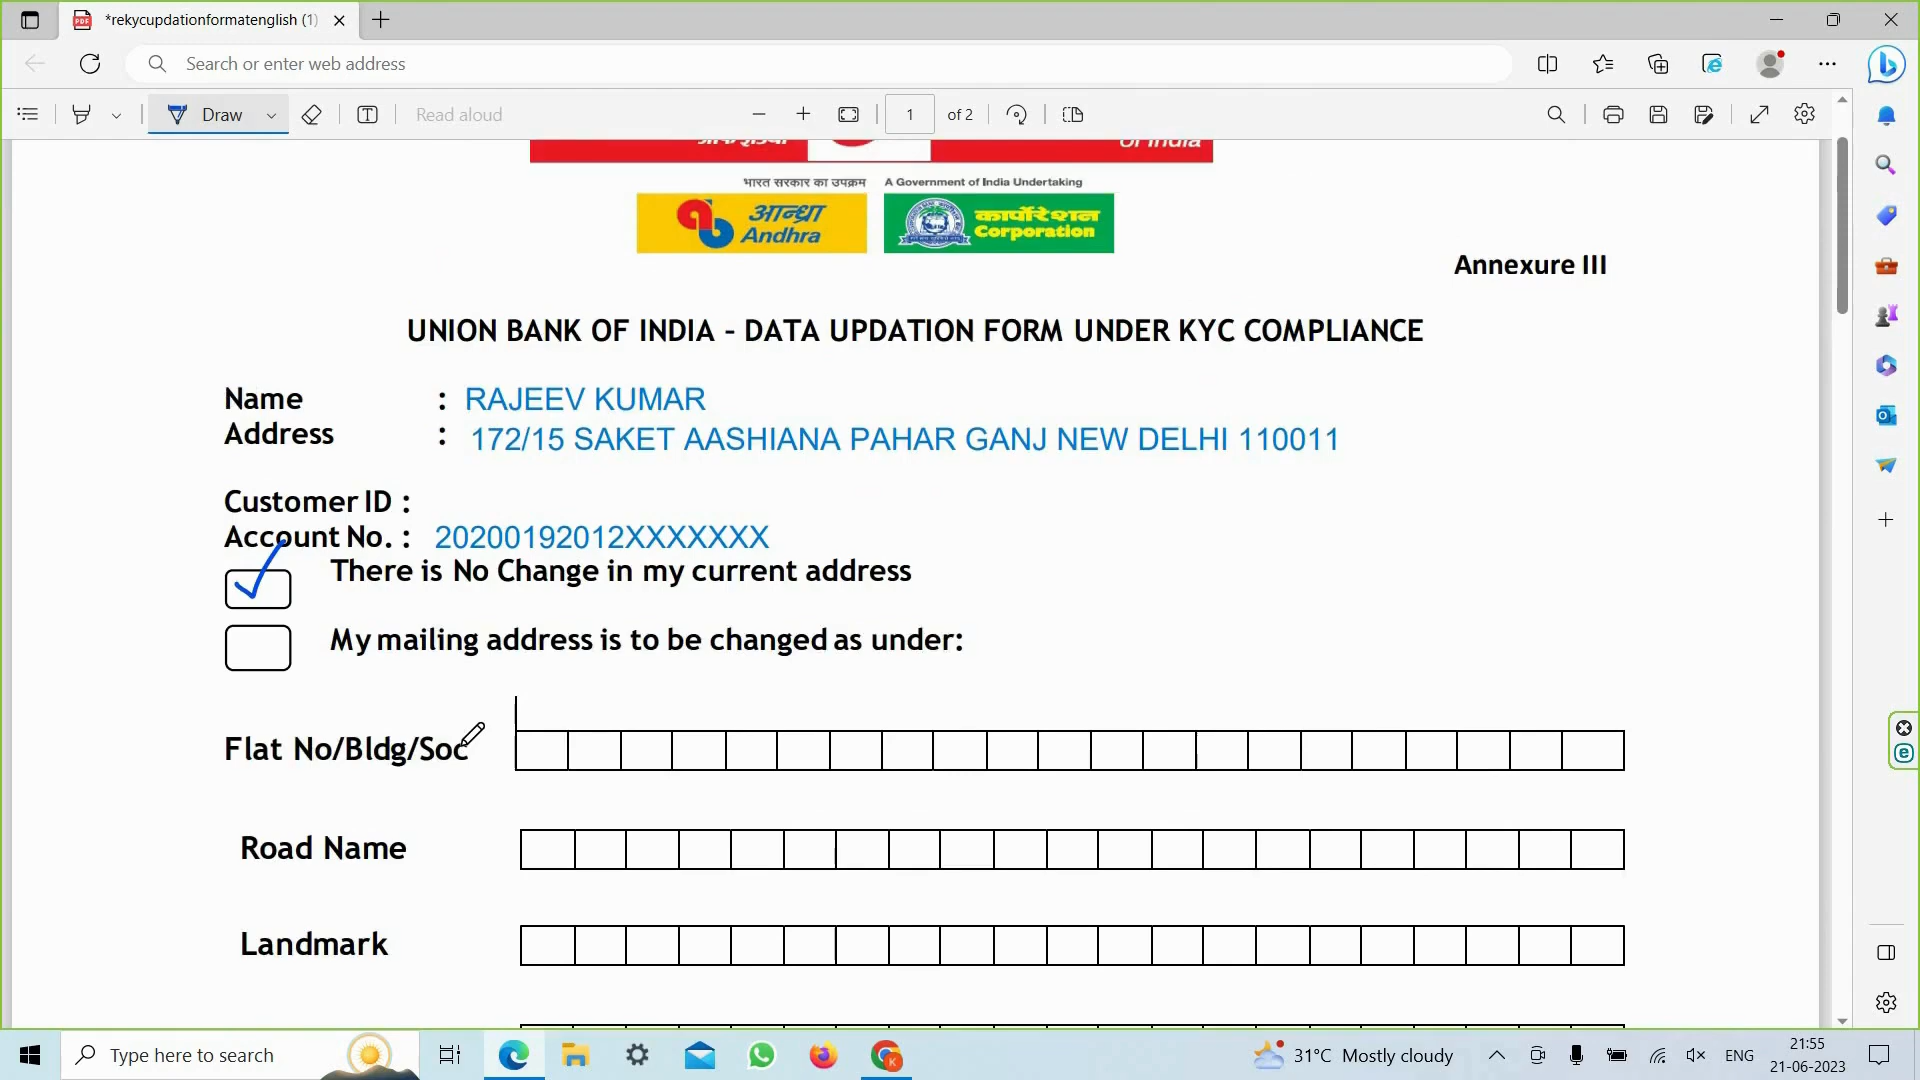 *rekycupdationformatenglish (1)
Search or enter web address
Draw
Read aloud
1 of 2
of India
भारत सरकार का उपक्रम A Government of India Undertaking
आन्ध्रा
Andhra
कार्पोरेशन
Corporation
Annexure III
UNION BANK OF INDIA – DATA UPDATION FORM UNDER KYC COMPLIANCE
Name : RAJEEV KUMAR
Address : 172/15 SAKET AASHIANA PAHAR GANJ NEW DELHI 110011
Customer ID :
Account No. : 20200192012XXXXXXX
There is No Change in my current address
My mailing address is to be changed as under:
Flat No/Bldg/Soc
Road Name
Landmark
Type here to search
31°C Mostly cloudy
ENG
21:55
21-06-2023